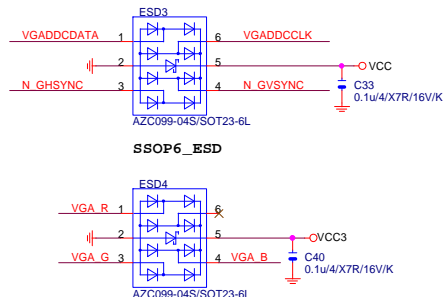 ESD3
VGADDCDATA 1 6 VGADDCCLK
2 5 VCC
N_GHSYNC 3 4 N_GVSYNC
C33
0.1u/4/X7R/16V/K
AZC099-04S/SOT23-6L
SSOP6_ESD
ESD4
VGA_R 1 6
2 5 VCC3
VGA_G 3 4 VGA_B
C40
0.1u/4/X7R/16V/K
AZC099-04S/SOT23-6L